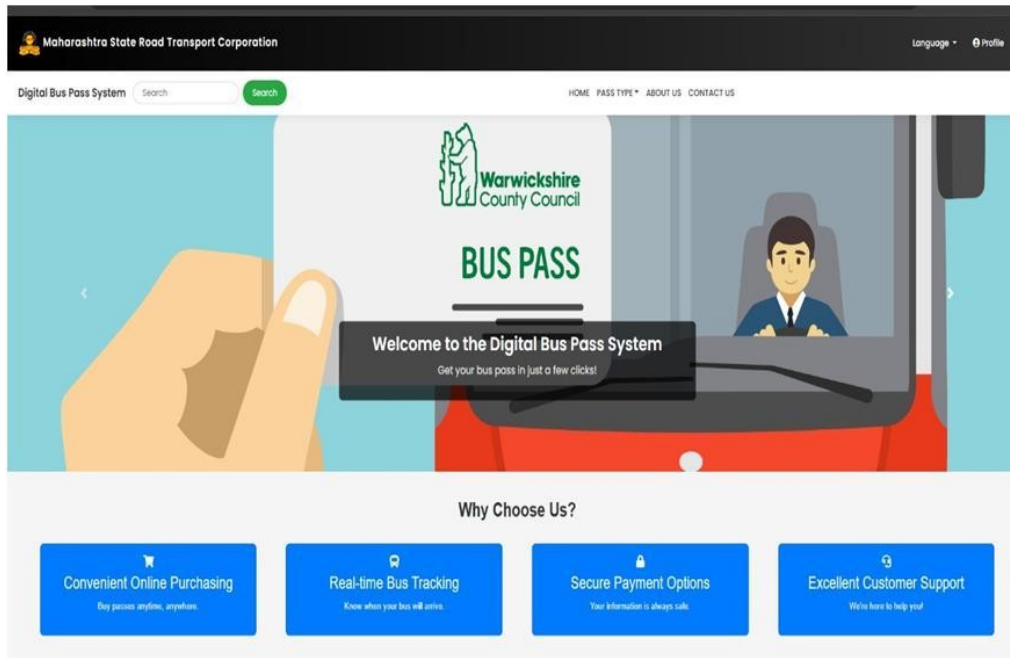 Maharashtra State Road Transport Corporation
Language
Profile
Digital Bus Pass System
Search
Search
HOME PASS TYPE ABOUT US CONTACT US
Warwickshire
County Council
BUS PASS
Welcome to the Digital Bus Pass System
Get your bus pass in just a few clicks!
Why Choose Us?
Convenient Online Purchasing
Buy passes anytime, anywhere.
Real-time Bus Tracking
Know when your bus will arrive.
Secure Payment Options
Your information is always safe.
Excellent Customer Support
We're here to help you!